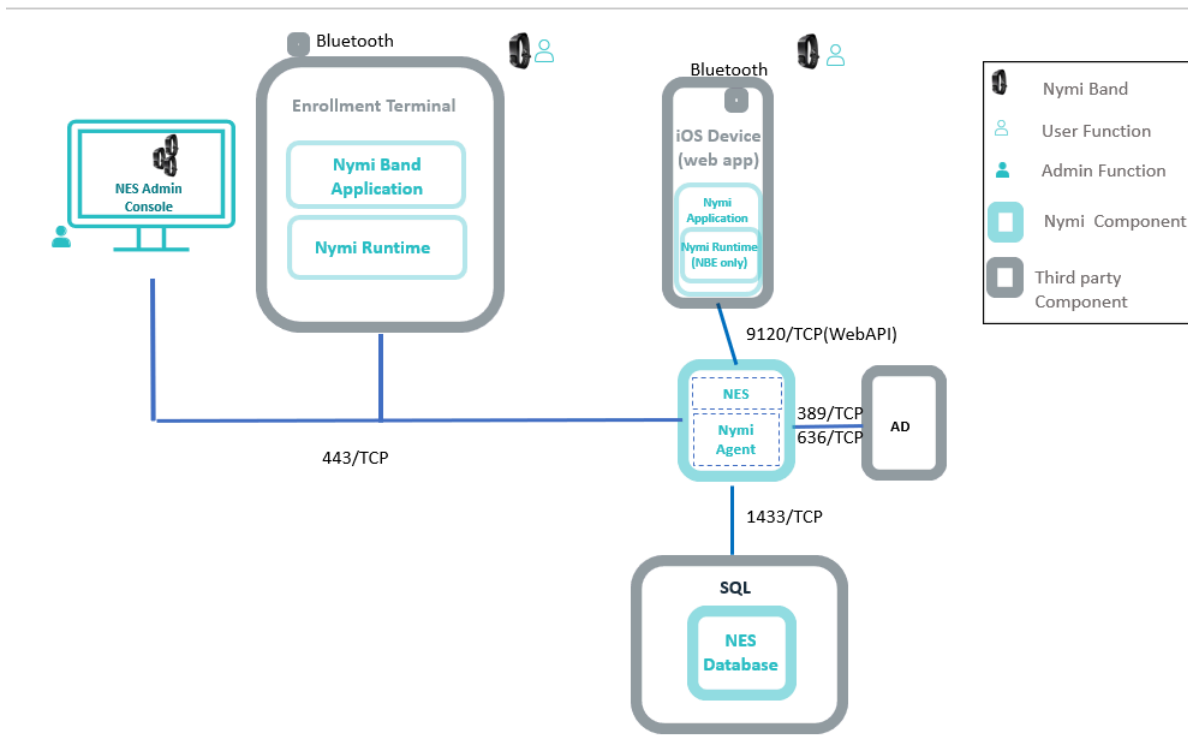 Bluetooth
Enrollment Terminal
Nymi Band
Application
Nymi Runtime
NES Admin
Console
Bluetooth
iOS Device
(web app)
Nymi
Application
Nymi Runtime
(NBE only)
9120/TCP(WebAPI)
NES
Nymi
Agent
389/TCP
636/TCP
AD
443/TCP
1433/TCP
SQL
NES
Database
Nymi Band
User Function
Admin Function
Nymi Component
Third party
Component